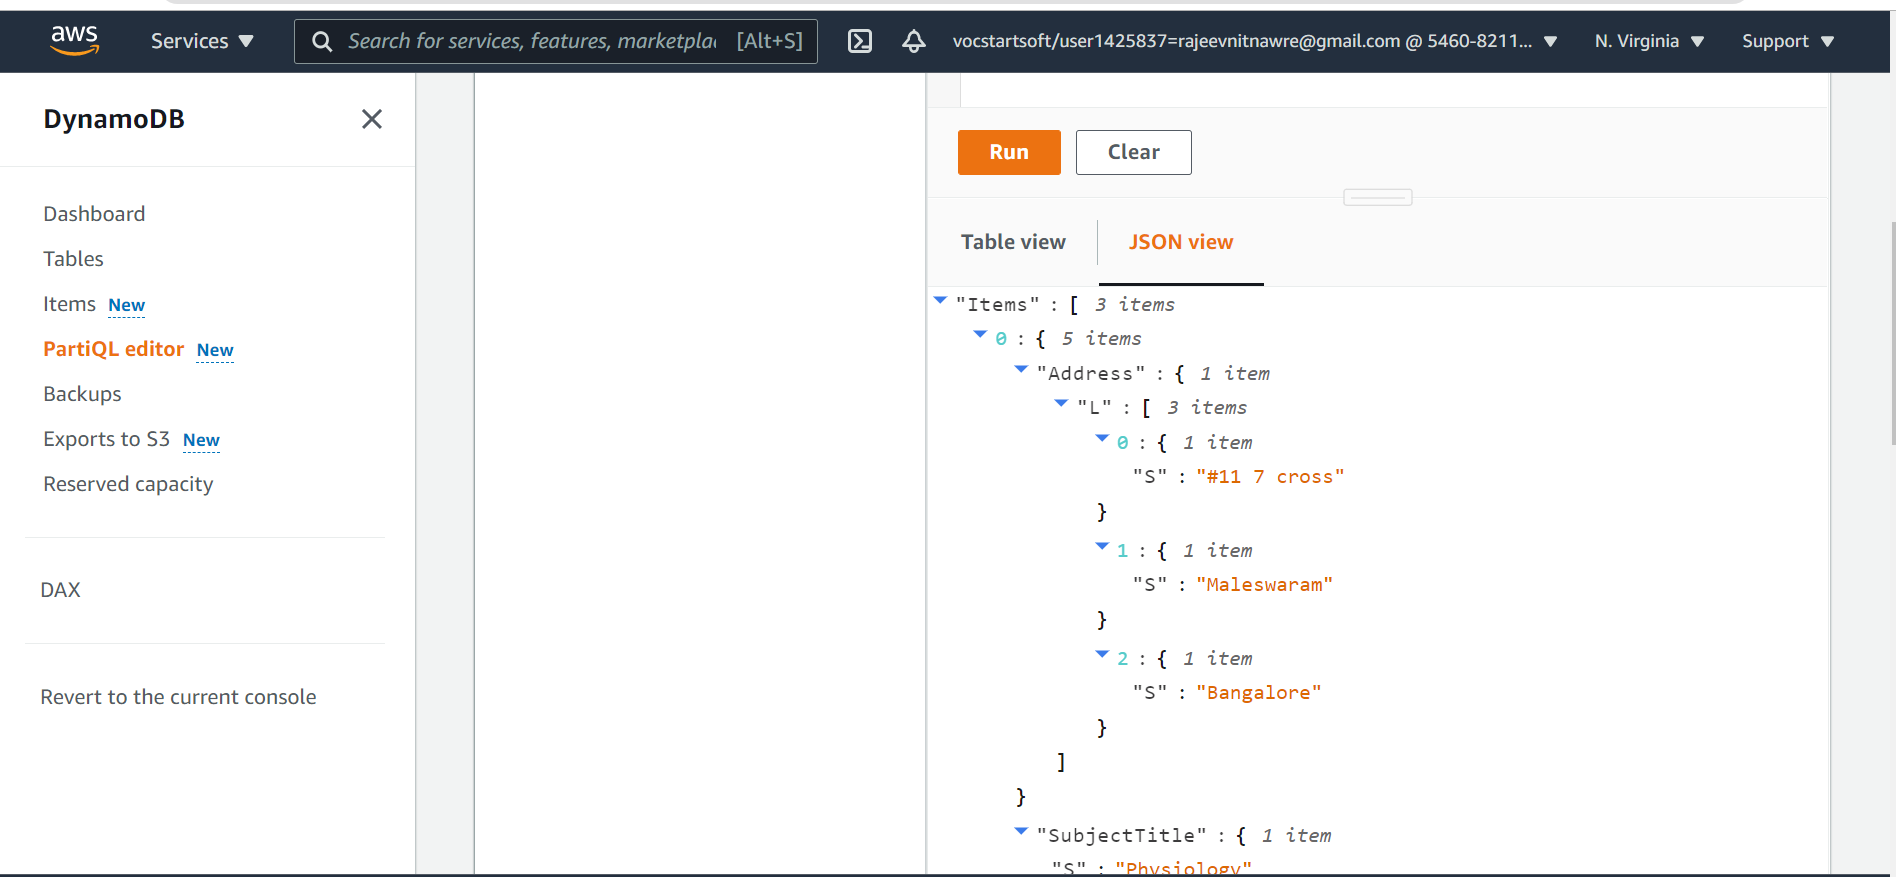 aws
Services
Search for services, features, marketpla [Alt+S]
vocstartsoft/user1425837=rajeevnitnawre@gmail.com @ 5460-8211...
N. Virginia
Support
DynamoDB
Dashboard
Tables
Items New
PartiQL editor New
Backups
Exports to S3 New
Reserved capacity
DAX
Revert to the current console
Run
Clear
Table view
JSON view
"Items" : [ 3 items
0 : { 5 items
"Address" : { 1 item
"L" : [ 3 items
0 : { 1 item
"S" : "#11 7 cross"
}
1 : { 1 item
"S" : "Maleswaram"
}
2 : { 1 item
"S" : "Bangalore"
}
]
}
"SubjectTitle" : { 1 item
"S" : "Physiology"